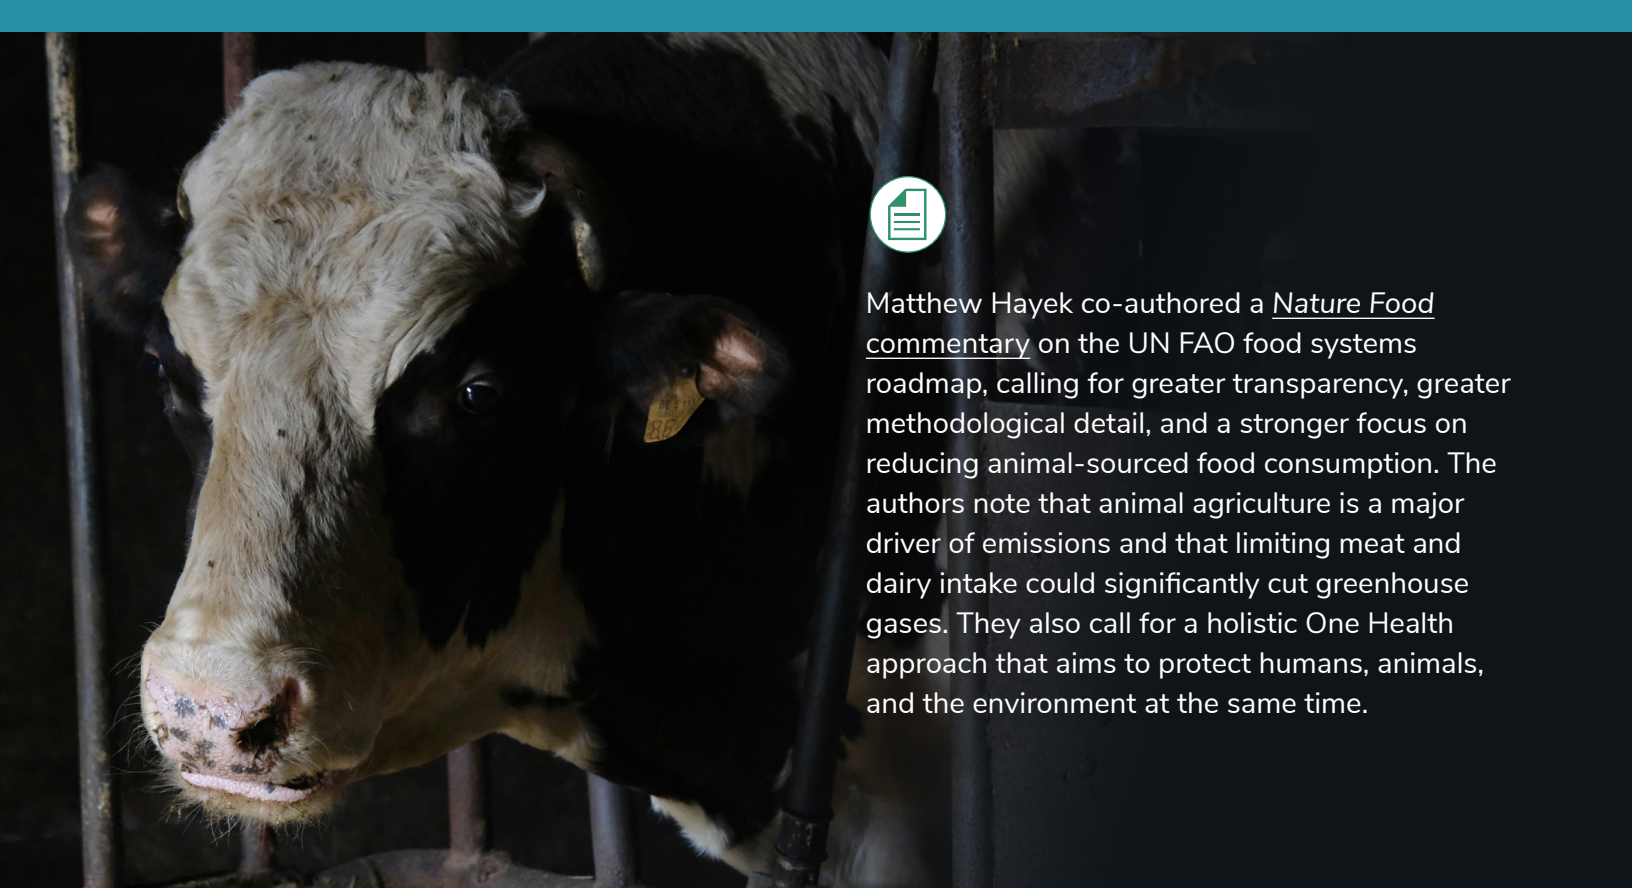 Matthew Hayek co-authored a Nature Food
commentary on the UN FAO food systems
roadmap, calling for greater transparency, greater
methodological detail, and a stronger focus on
reducing animal-sourced food consumption. The
authors note that animal agriculture is a major
driver of emissions and that limiting meat and
dairy intake could significantly cut greenhouse
gases. They also call for a holistic One Health
approach that aims to protect humans, animals,
and the environment at the same time.